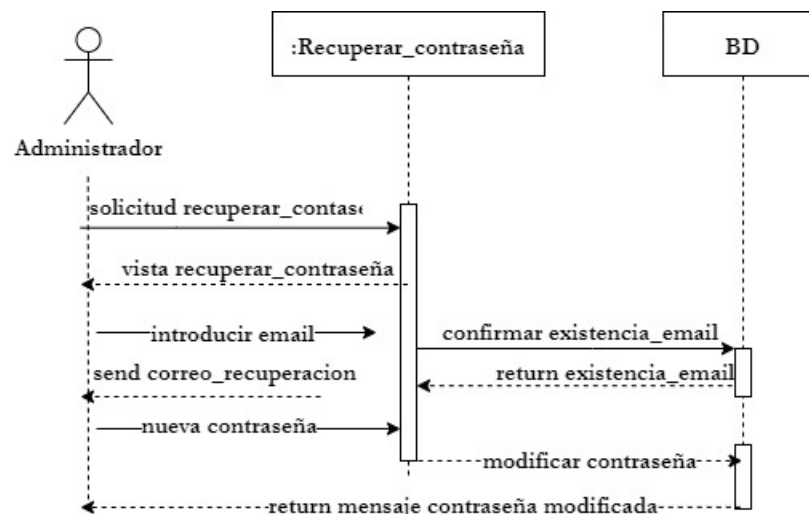 :Recuperar_contraseña
BD
Administrador
solicitud recuperar_contase
vista recuperar_contraseña
introducir email
confirmar existencia_email
send correo_recuperacion
return existencia_email
nueva contraseña
modificar contraseña
return mensaje contraseña modificada